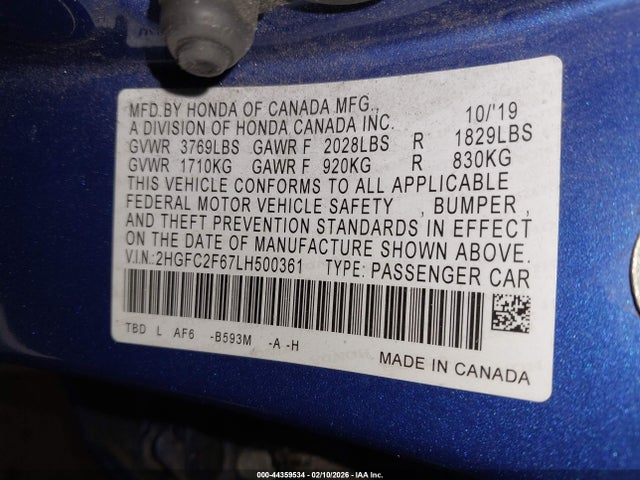 MFD.BY HONDA OF CANADA MFG., 10/'19
A DIVISION OF HONDA CANADA INC.
GVWR 3769LBS GAWR F 2028LBS R 1829LBS
GVWR 1710KG GAWR F 920KG R 830KG
THIS VEHICLE CONFORMS TO ALL APPLICABLE
FEDERAL MOTOR VEHICLE SAFETY , BUMPER ,
AND THEFT PREVENTION STANDARDS IN EFFECT
ON THE DATE OF MANUFACTURE SHOWN ABOVE.
V.I.N.:2HGFC2F67LH500361 TYPE: PASSENGER CAR
TBD L AF6 -B593M -A -H
MADE IN CANADA
000-44359534 - 02/10/2026 - IAA Inc.